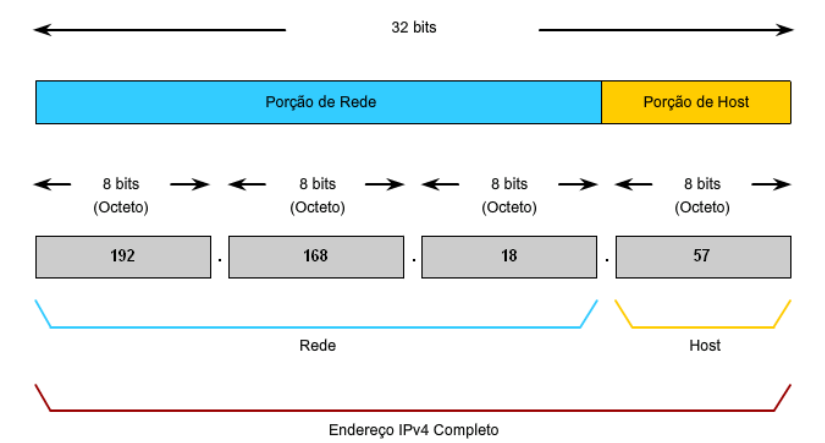 32 bits
Porção de Rede
Porção de Host
8 bits
(Octeto)
8 bits
(Octeto)
8 bits
(Octeto)
8 bits
(Octeto)
192 . 168 . 18 . 57
Rede
Host
Endereço IPv4 Completo